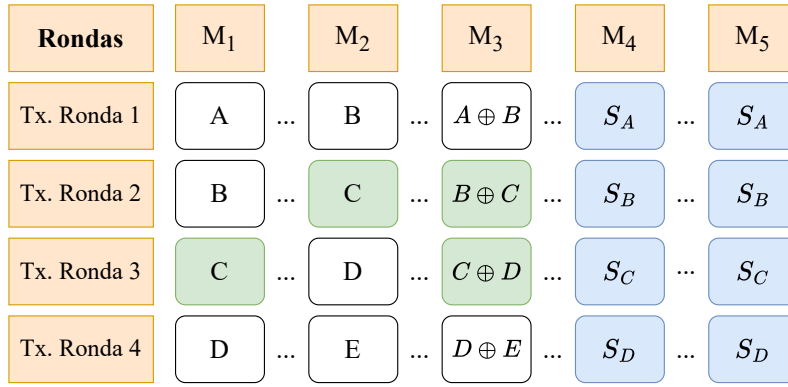 Rondas M₁ M₂ M₃ M₄ M₅
Tx. Ronda 1 A ... B ... A ⊕ B ... S_A ... S_A
Tx. Ronda 2 B ... C ... B ⊕ C ... S_B ... S_B
Tx. Ronda 3 C ... D ... C ⊕ D ... S_C ... S_C
Tx. Ronda 4 D ... E ... D ⊕ E ... S_D ... S_D